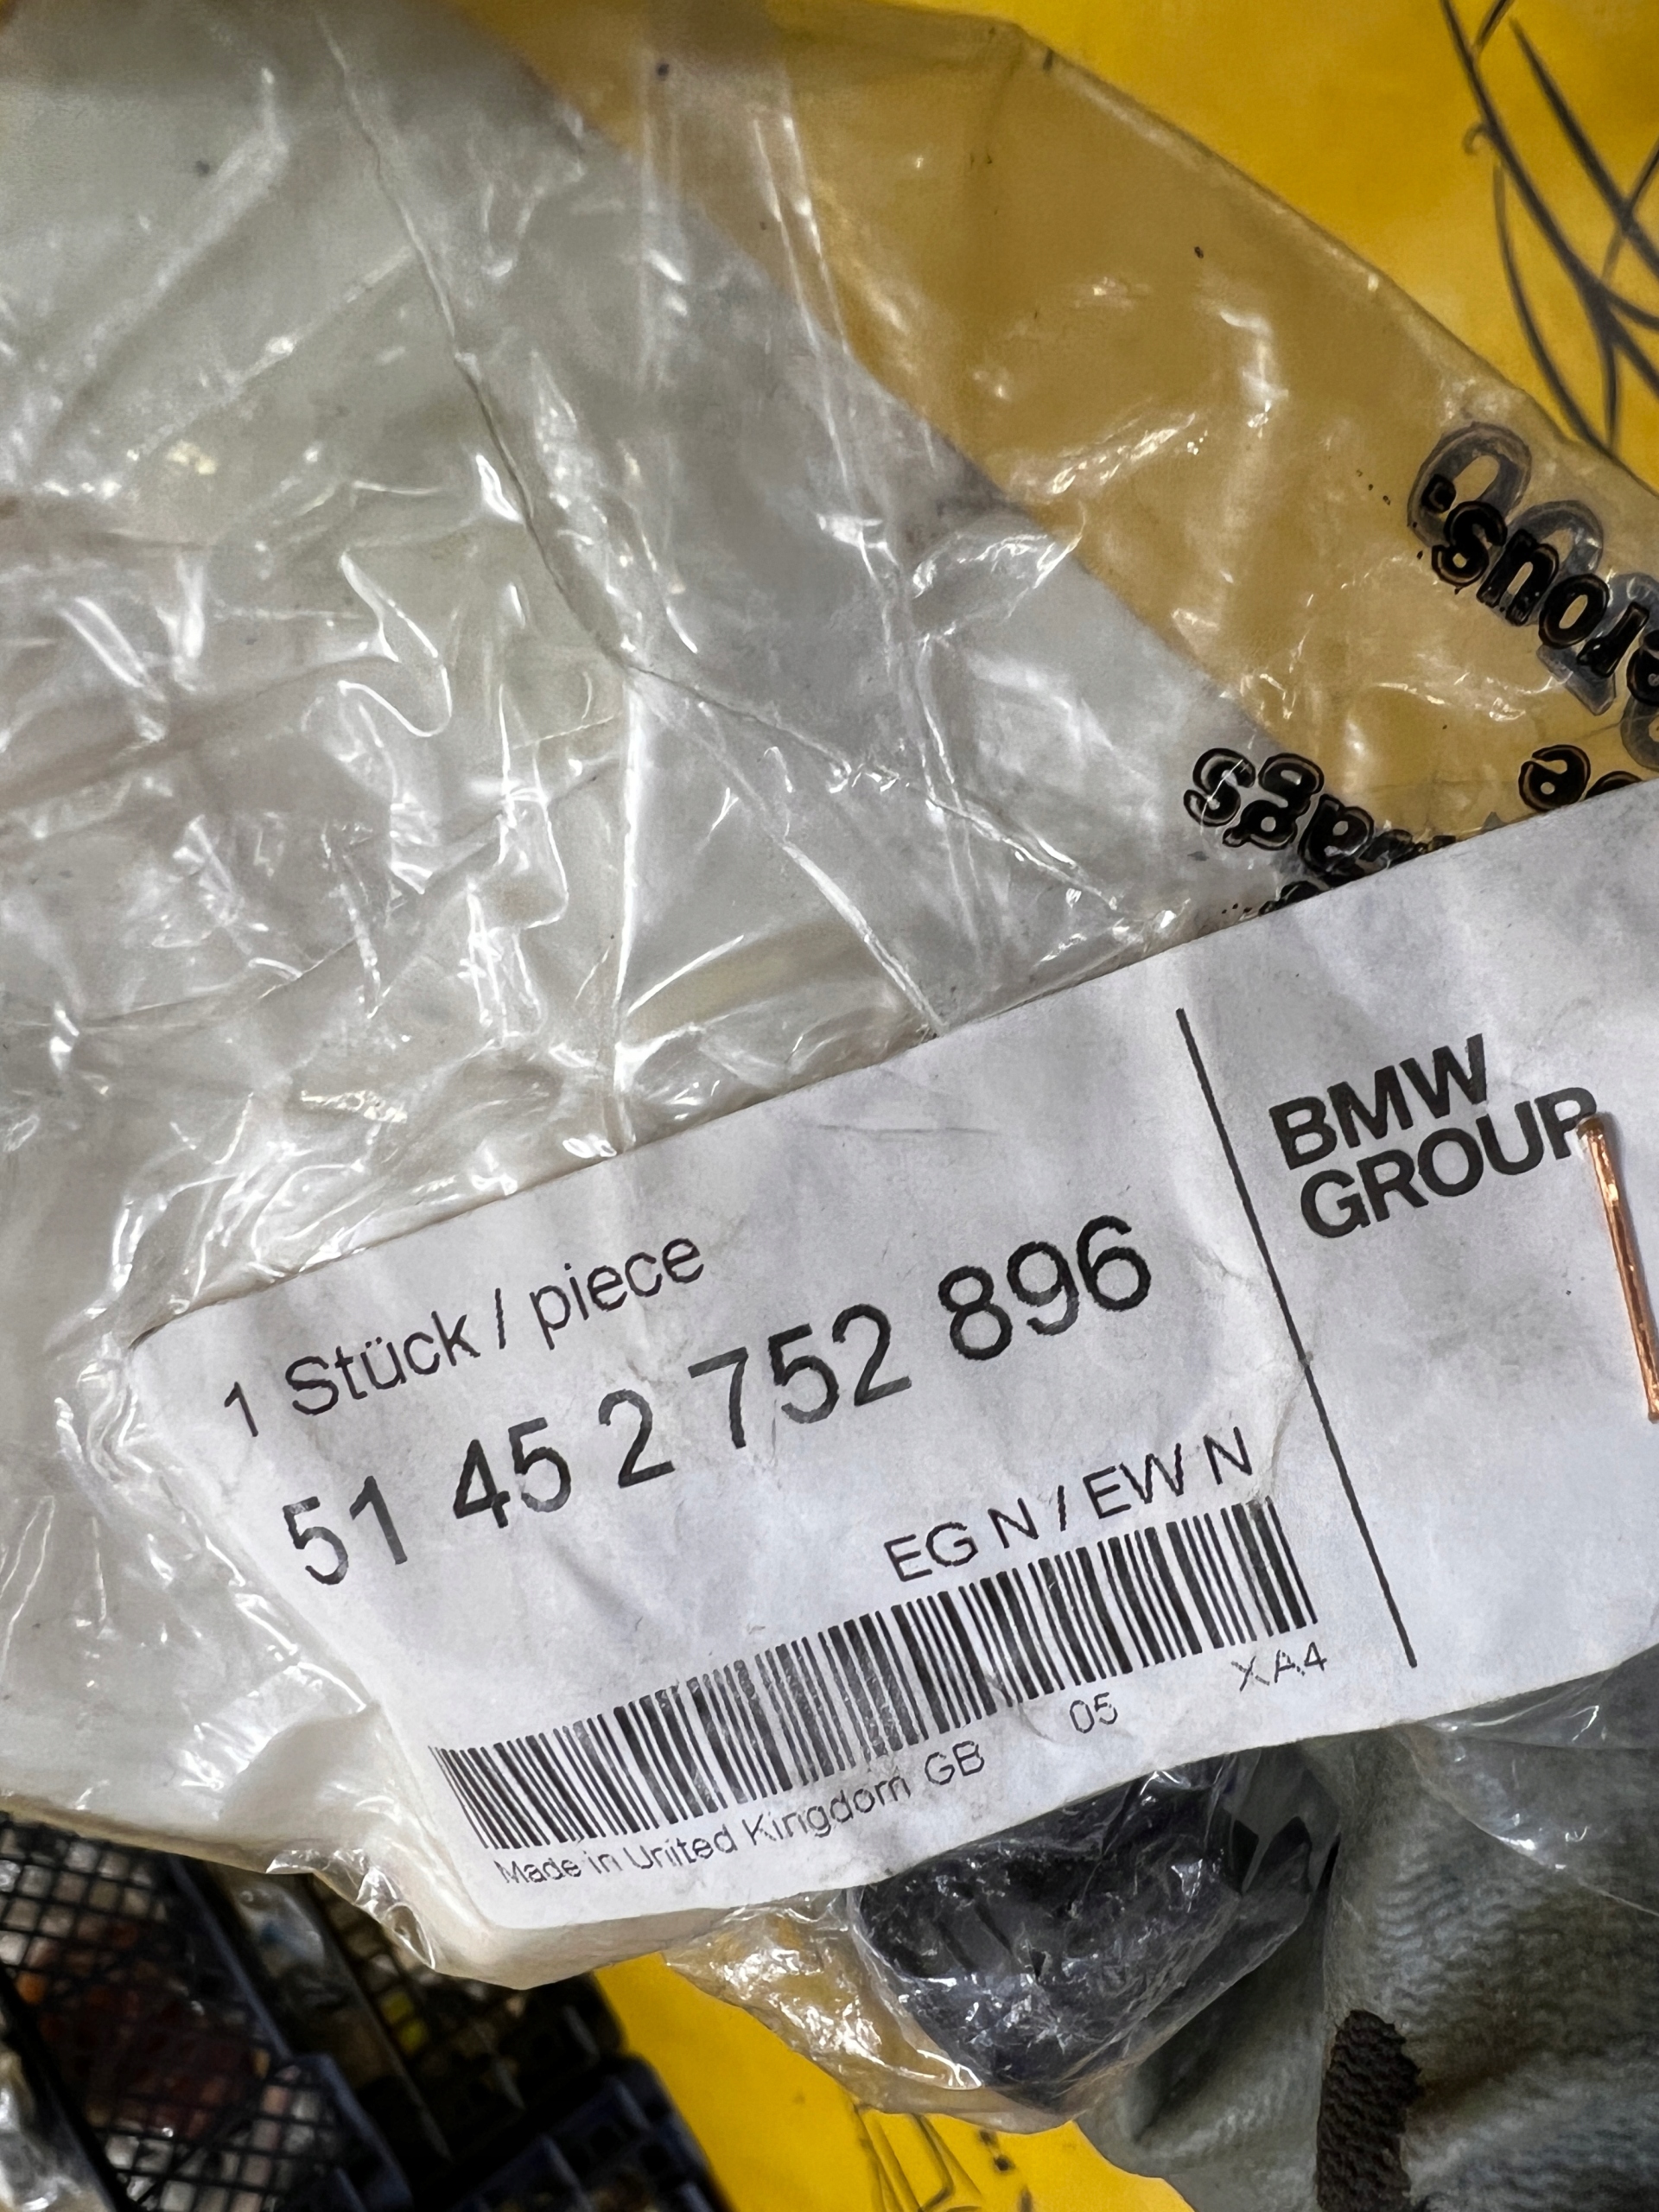 1 Stück / piece
51 45 2 752 896
EG N / EW N
Made in United Kingdom GB 05 XA4
BMW
GROUP